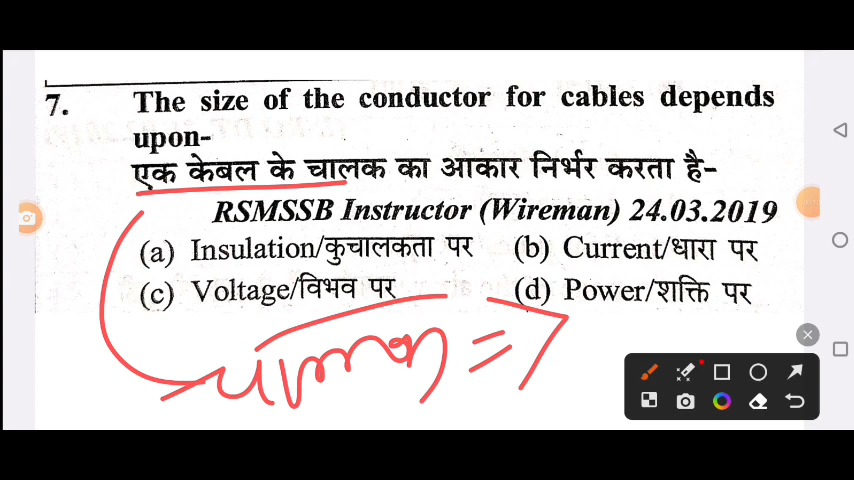 7. The size of the conductor for cables depends
upon-
एक केबल के चालक का आकार निर्भर करता है-
RSMSSB Instructor (Wireman) 24.03.2019
(a) Insulation/कुचालकता पर (b) Current/धारा पर
(c) Voltage/विभव पर (d) Power/शक्ति पर